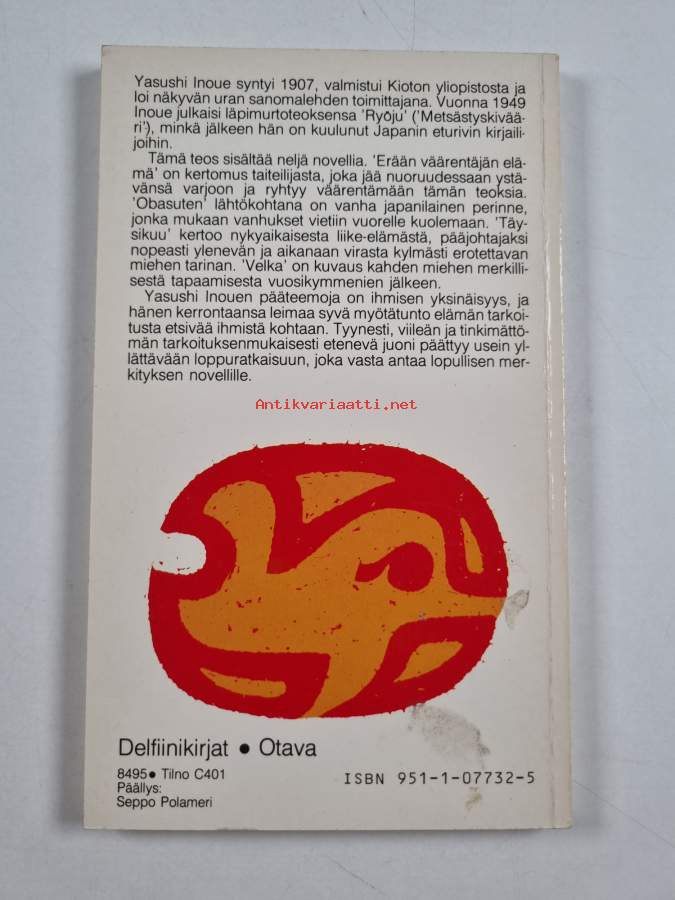 Yasushi Inoue syntyi 1907, valmistui Kioton yliopistosta ja
loi näkyvän uran sanomalehden toimittajana. Vuonna 1949
Inoue julkaisi läpimurtoteoksensa 'Ryōju' ('Metsästyskivää-
ri'), minkä jälkeen hän on kuulunut Japanin eturivin kirjaili-
joihin.
Tämä teos sisältää neljä novellia. 'Erään väärentäjän elä-
mä' on kertomus taiteilijasta, joka jää nuoruudessaan ystä-
vänsä varjoon ja ryhtyy väärentämään tämän teoksia.
'Obasuten' lähtökohtana on vanha japanilainen perinne,
jonka mukaan vanhukset vietiin vuorelle kuolemaan. 'Täy-
sikuu' kertoo nykyaikaisesta liike-elämästä, pääjohtajaksi
nopeasti ylenevän ja aikanaan virasta kylmästi erotettavan
miehen tarinan. 'Velka' on kuvaus kahden miehen merkilli-
sestä tapaamisesta vuosikymmenien jälkeen.
Yasushi Inouen pääteemoja on ihmisen yksinäisyys, ja
hänen kerrontaansa leimaa syvä myötätunto elämän tarkoi-
tusta etsivää ihmistä kohtaan. Tyynesti, viileän ja tinkimättö-
män tarkoituksenmukaisesti etenevä juoni päättyy usein yl-
lättävään loppuratkaisuun, joka vasta antaa lopullisen mer-
kityksen novellille.
Antikvariaatti.net
Delfiinikirjat ● Otava
8495● Tilno C401
Päällys:
Seppo Polameri
ISBN 951-1-07732-5